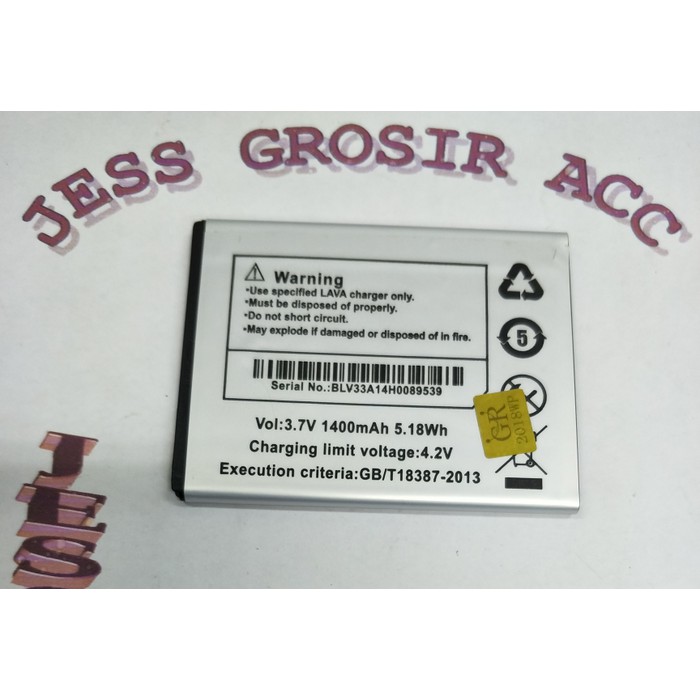 JESS GROSIR ACC
Warning
•Use specified LAVA charger only.
•Must be disposed of properly.
•Do not short circuit.
•May explode if damaged or disposed of in fire.
Serial No.:BLV33A14H0089539
Vol:3.7V 1400mAh 5.18Wh
Charging limit voltage:4.2V
Execution criteria:GB/T18387-2013
5
GR
2018WP
JES